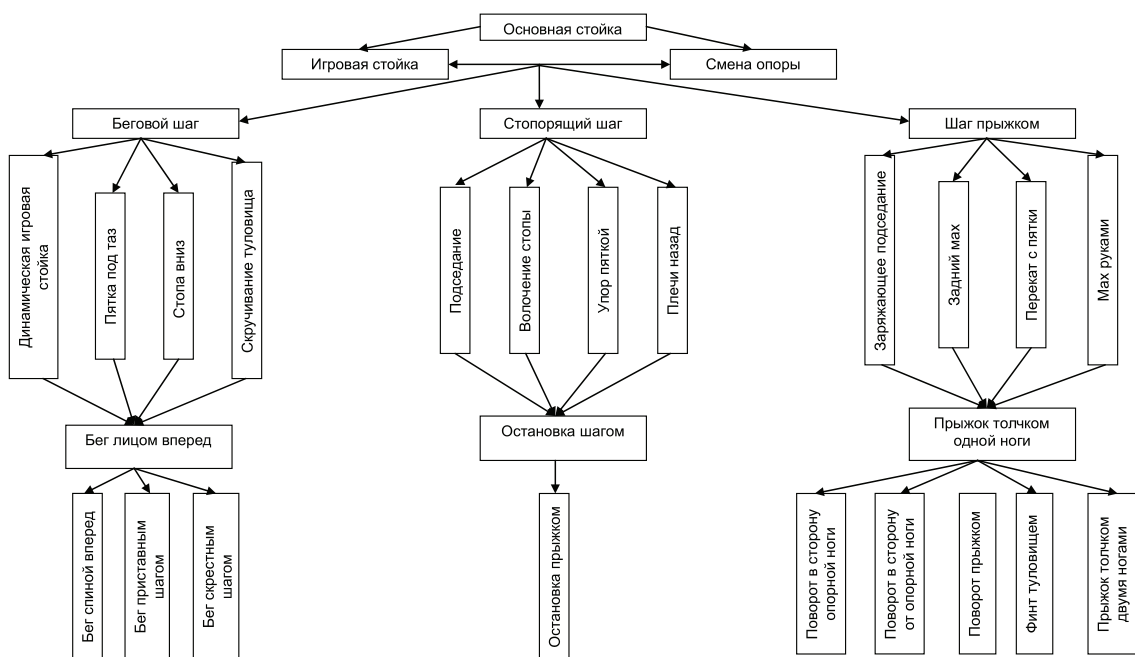 Основная стойка
Игровая стойка
Смена опоры
Беговой шаг
Стопорящий шаг
Шаг прыжком
Динамическая игровая
стойка
Пятка под таз
Стопа вниз
Скручивание туловища
Подседание
Волочение стопы
Упор пяткой
Плечи назад
Заряжающее подседание
Задний мах
Перекат с пятки
Мах руками
Бег лицом вперед
Остановка шагом
Прыжок толчком
одной ноги
Бег спиной вперед
Бег приставным
шагом
Бег скрестным
шагом
Остановка прыжком
Поворот в сторону
опорной ноги
Поворот в сторону
от опорной ноги
Поворот прыжком
Финт туловищем
Прыжок толчком
двумя ногами